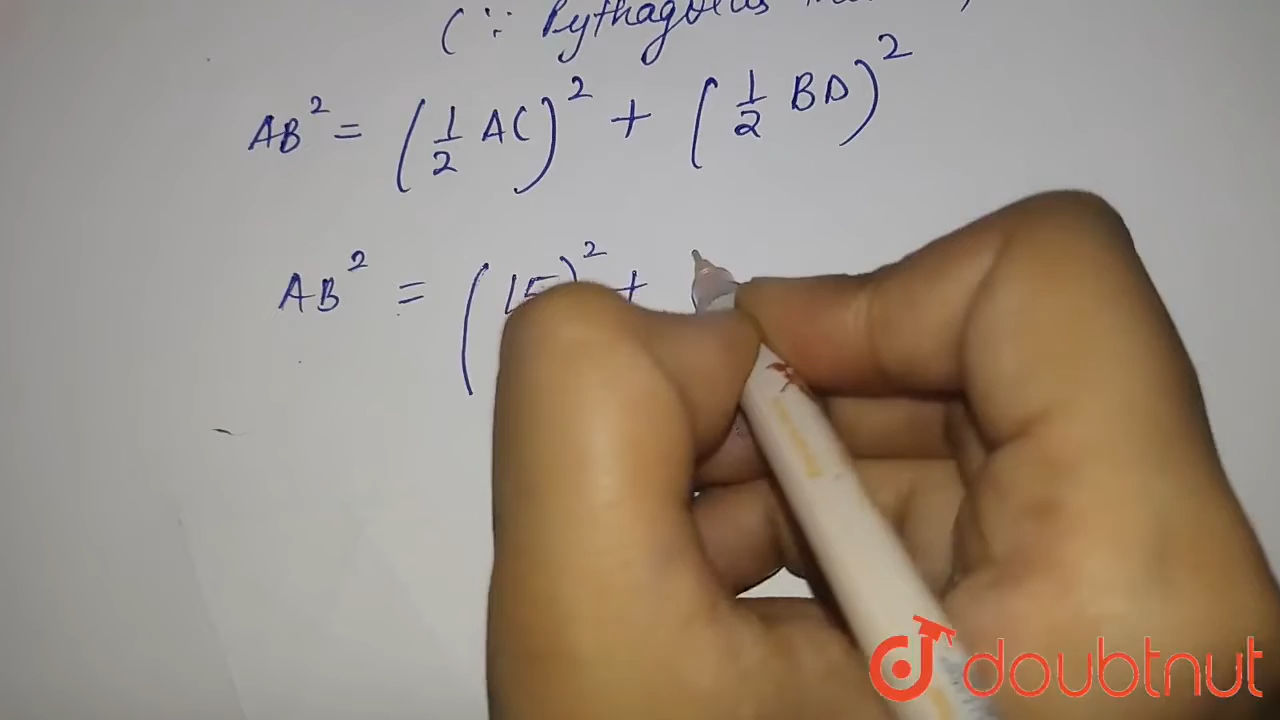 (∵ Pythagoras
AB² = (1/2 AC)² + (1/2 BD)²
AB² = (15)² +
doubtnut